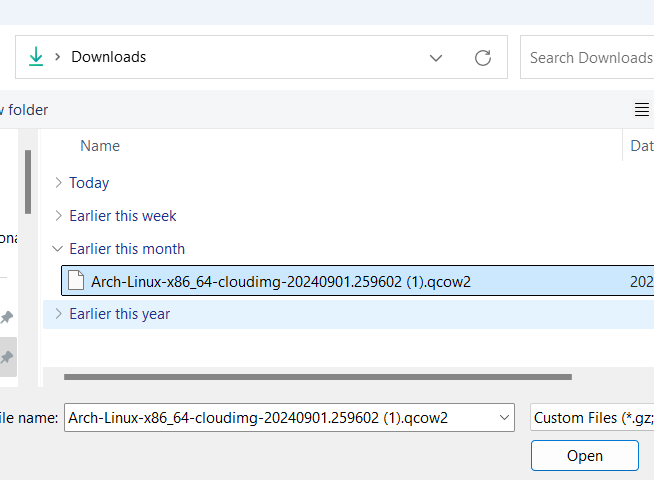 Downloads
Search Downloads
w folder
Name Dat
Today
Earlier this week
Earlier this month
ona
Arch-Linux-x86_64-cloudimg-20240901.259602 (1).qcow2 202
Earlier this year
ile name: Arch-Linux-x86_64-cloudimg-20240901.259602 (1).qcow2 Custom Files (*.gz;
Open